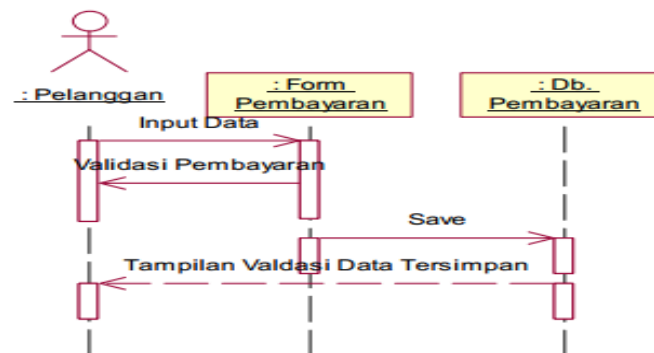 : Pelanggan
: Form
Pembayaran
: Db.
Pembayaran
Input Data
Validasi Pembayaran
Save
Tampilan Valdasi Data Tersimpan